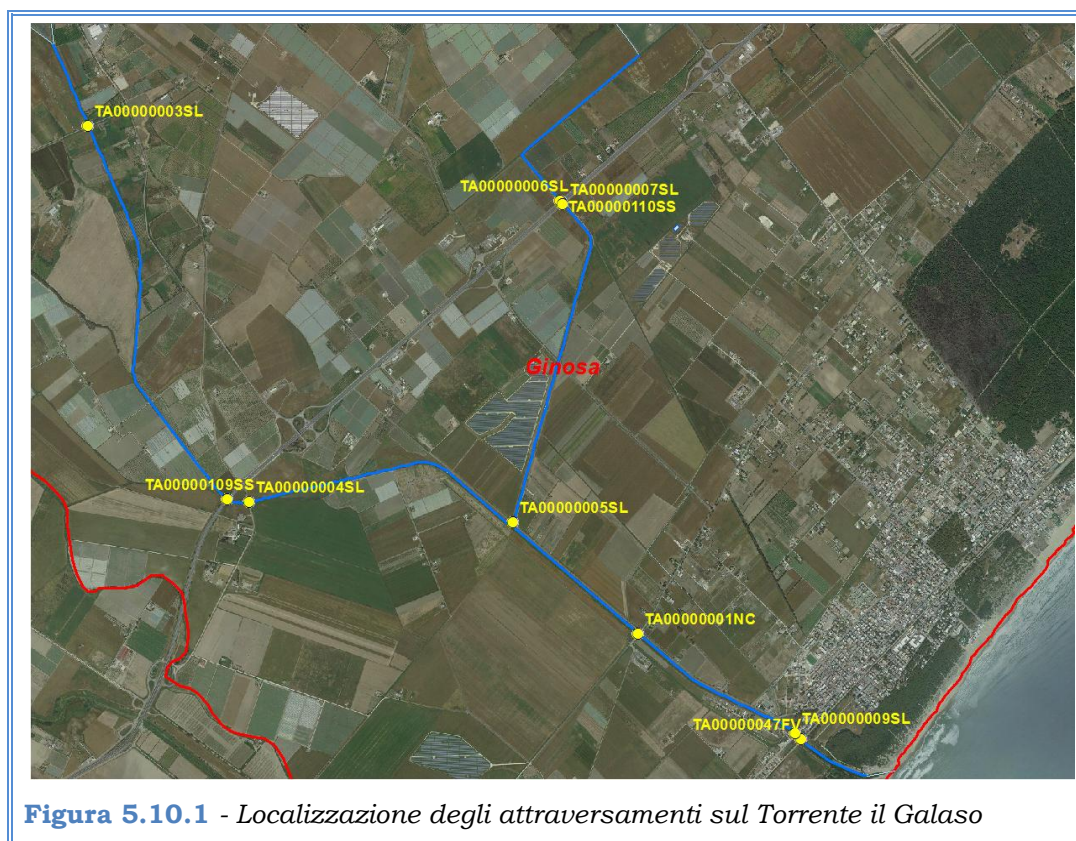 TA00000003SL
TA00000006SL
TA00000007SL
TA00000110SS
Ginosa
TA00000109SS
TA00000004SL
TA00000005SL
TA00000001NC
TA00000047FV
TA00000009SL
Figura 5.10.1 - Localizzazione degli attraversamenti sul Torrente il Galaso